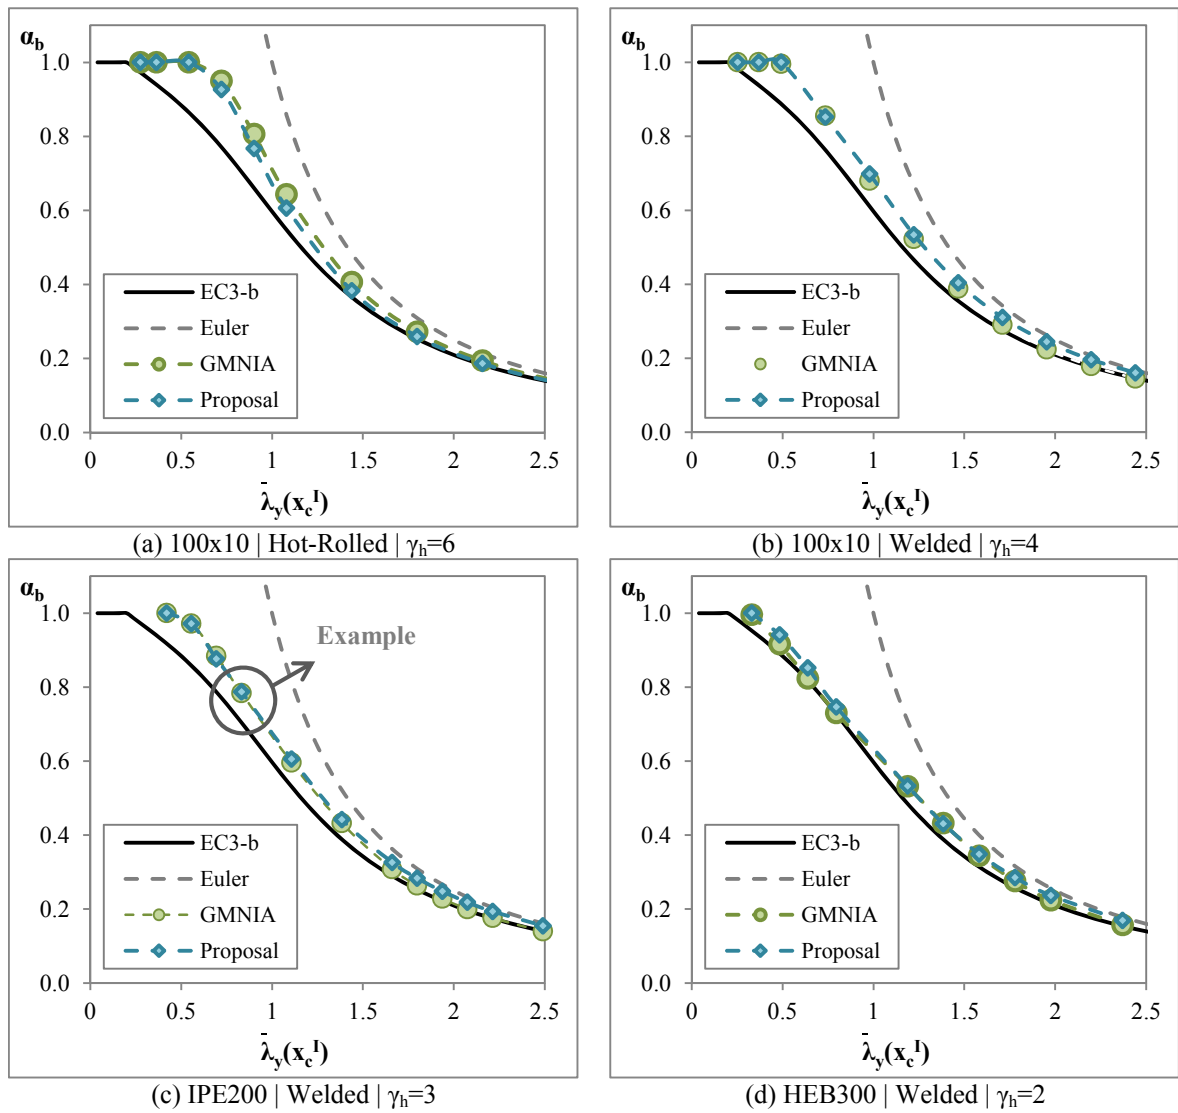 αb
1.0
0.8
0.6
0.4
0.2
0.0
EC3-b
Euler
GMNIA
Proposal
0 0.5 1 1.5 2 2.5
λ̄y(xcI)
(a) 100x10 | Hot-Rolled | γh=6
αb
1.0
0.8
0.6
0.4
0.2
0.0
EC3-b
Euler
GMNIA
Proposal
0 0.5 1 1.5 2 2.5
λ̄y(xcI)
(b) 100x10 | Welded | γh=4
αb
1.0
0.8
0.6
0.4
0.2
0.0
Example
EC3-b
Euler
GMNIA
Proposal
0 0.5 1 1.5 2 2.5
λ̄y(xcI)
(c) IPE200 | Welded | γh=3
αb
1.0
0.8
0.6
0.4
0.2
0.0
EC3-b
Euler
GMNIA
Proposal
0 0.5 1 1.5 2 2.5
λ̄y(xcI)
(d) HEB300 | Welded | γh=2